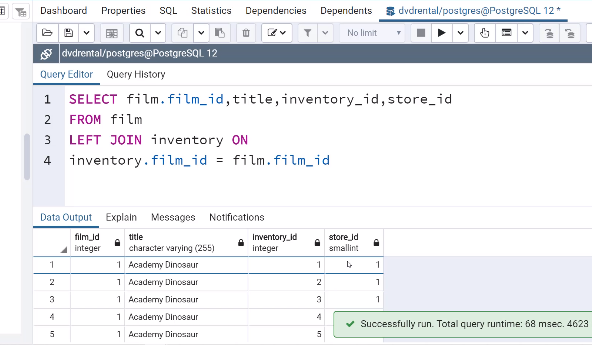 Dashboard Properties SQL Statistics Dependencies Dependents dvdrental/postgres@PostgreSQL 12 *
No limit
dvdrental/postgres@PostgreSQL 12
Query Editor Query History
1 SELECT film.film_id,title,inventory_id,store_id
2 FROM film
3 LEFT JOIN inventory ON
4 inventory.film_id = film.film_id
Data Output Explain Messages Notifications
film_id title inventory_id store_id
integer character varying (255) integer smallint
1 1 Academy Dinosaur 1 1
2 1 Academy Dinosaur 2 1
3 1 Academy Dinosaur 3 1
4 1 Academy Dinosaur 4
Successfully run. Total query runtime: 68 msec. 4623
5 1 Academy Dinosaur 5